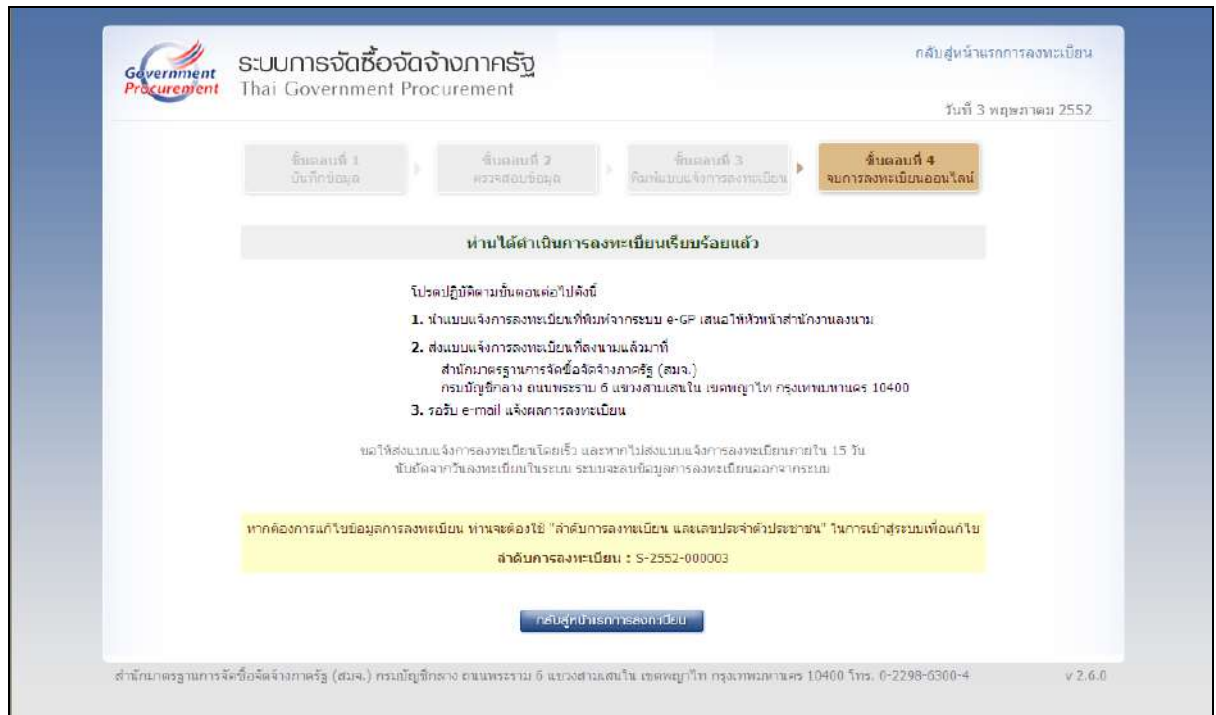 กลับสู่หน้าแรกการลงทะเบียน
Government
Procurement
ระบบการจัดซื้อจัดจ้างภาครัฐ
Thai Government Procurement
วันที่ 3 พฤษภาคม 2552
ขั้นตอนที่ 1
บันทึกข้อมูล
ขั้นตอนที่ 2
ตรวจสอบข้อมูล
ขั้นตอนที่ 3
พิมพ์แบบแจ้งการลงทะเบียน
ขั้นตอนที่ 4
จบการลงทะเบียนออนไลน์
ท่านได้ดำเนินการลงทะเบียนเรียบร้อยแล้ว
โปรดปฏิบัติตามขั้นตอนต่อไปดังนี้
1. นำแบบแจ้งการลงทะเบียนที่พิมพ์จากระบบ e-GP เสนอให้หัวหน้าสำนักงานลงนาม
2. ส่งแบบแจ้งการลงทะเบียนที่ลงนามแล้วมาที่
สำนักมาตรฐานการจัดซื้อจัดจ้างภาครัฐ (สมจ.)
กรมบัญชีกลาง ถนนพระราม 6 แขวงสามเสนใน เขตพญาไท กรุงเทพมหานคร 10400
3. รอรับ e-mail แจ้งผลการลงทะเบียน
ขอให้ส่งแบบแจ้งการลงทะเบียนโดยเร็ว และหากไม่ส่งแบบแจ้งการลงทะเบียนภายใน 15 วัน
นับถัดจากวันลงทะเบียนในระบบ ระบบจะลบข้อมูลการลงทะเบียนออกจากระบบ
หากต้องการแก้ไขข้อมูลการลงทะเบียน ท่านจะต้องใช้ "ลำดับการลงทะเบียน และเลขประจำตัวประชาชน" ในการเข้าสู่ระบบเพื่อแก้ไข
ลำดับการลงทะเบียน : S-2552-000003
กลับสู่หน้าแรกการลงทะเบียน
สำนักมาตรฐานการจัดซื้อจัดจ้างภาครัฐ (สมจ.) กรมบัญชีกลาง ถนนพระราม 6 แขวงสามเสนใน เขตพญาไท กรุงเทพมหานคร 10400 โทร. 0-2298-6300-4
v 2.6.0